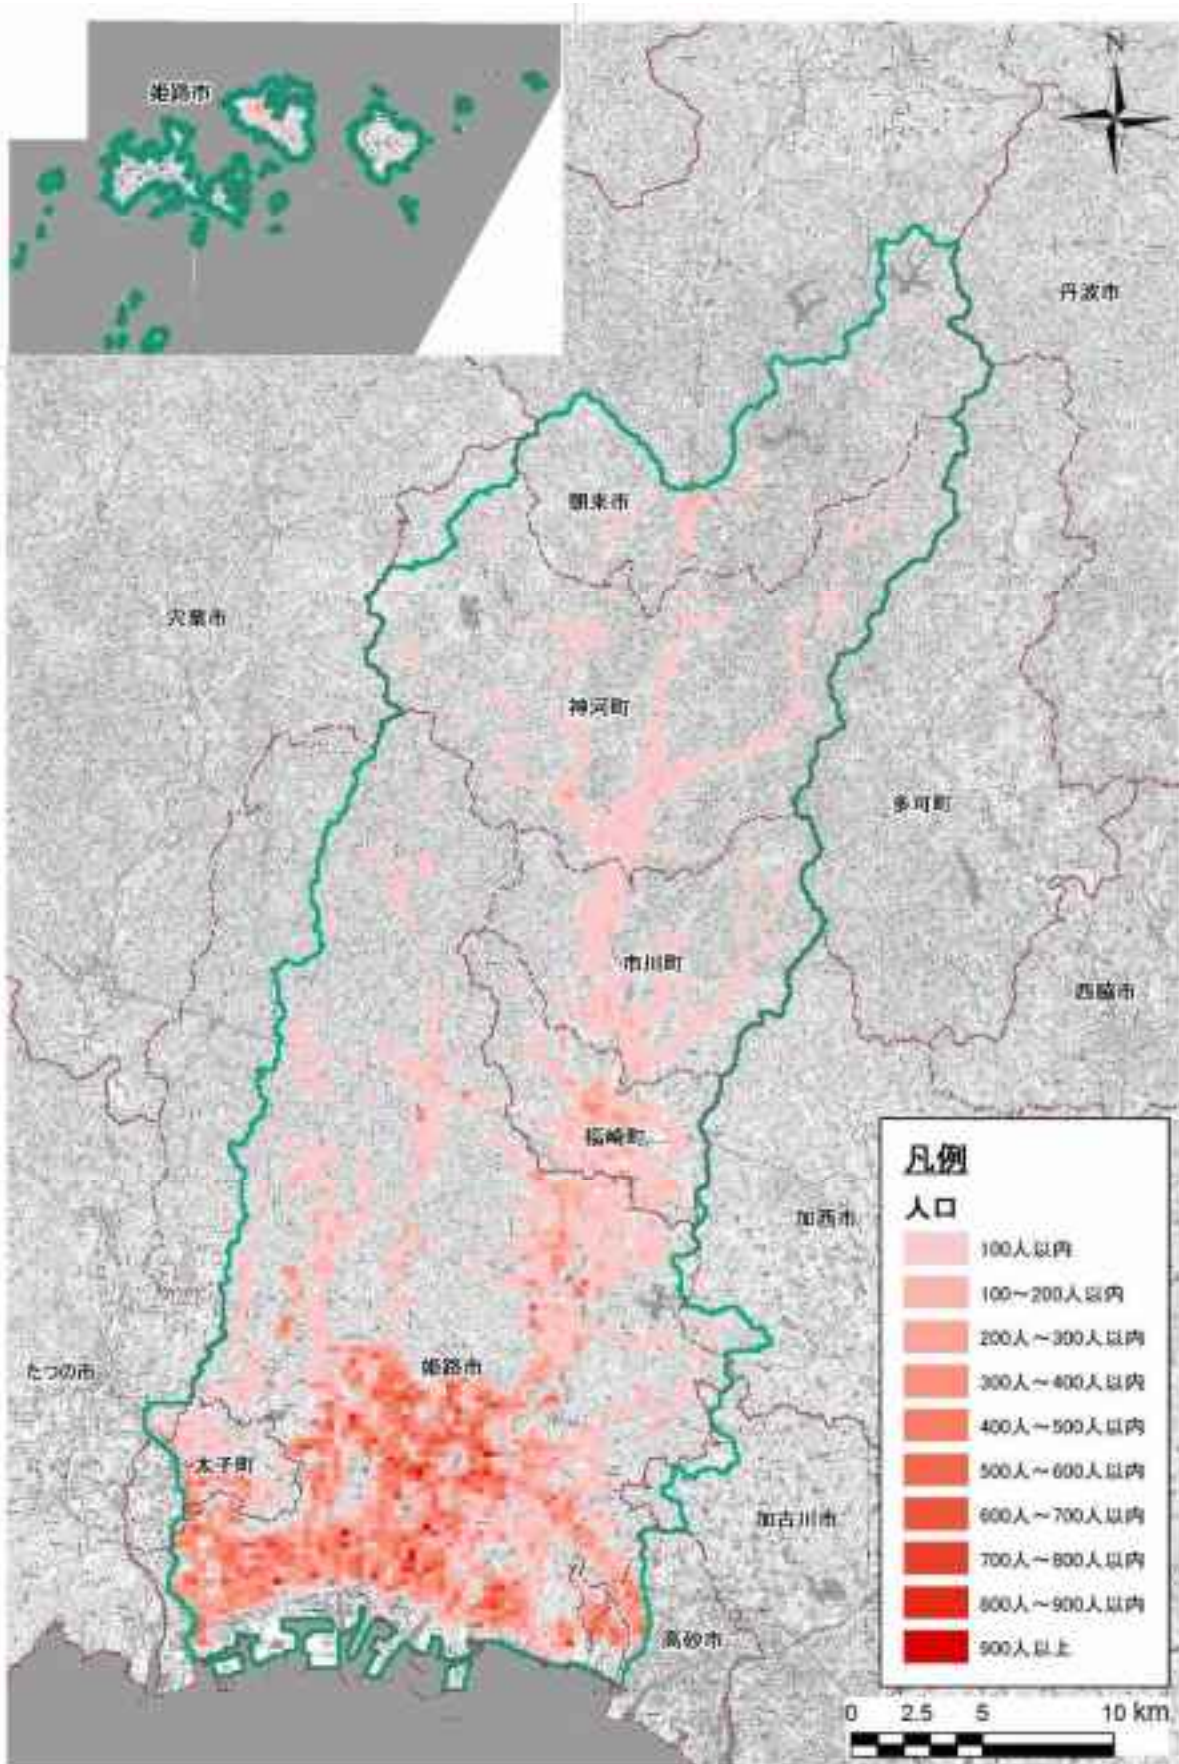 姫路市
N
丹波市
朝来市
宍粟市
神河町
多可町
市川町
西脇市
福崎町
加西市
たつの市
姫路市
太子町
加古川市
高砂市
凡例
人口
100人以内
100~200人以内
200人~300人以内
300人~400人以内
400人~500人以内
500人~600人以内
600人~700人以内
700人~800人以内
800人~900人以内
900人以上
0 2.5 5 10 km